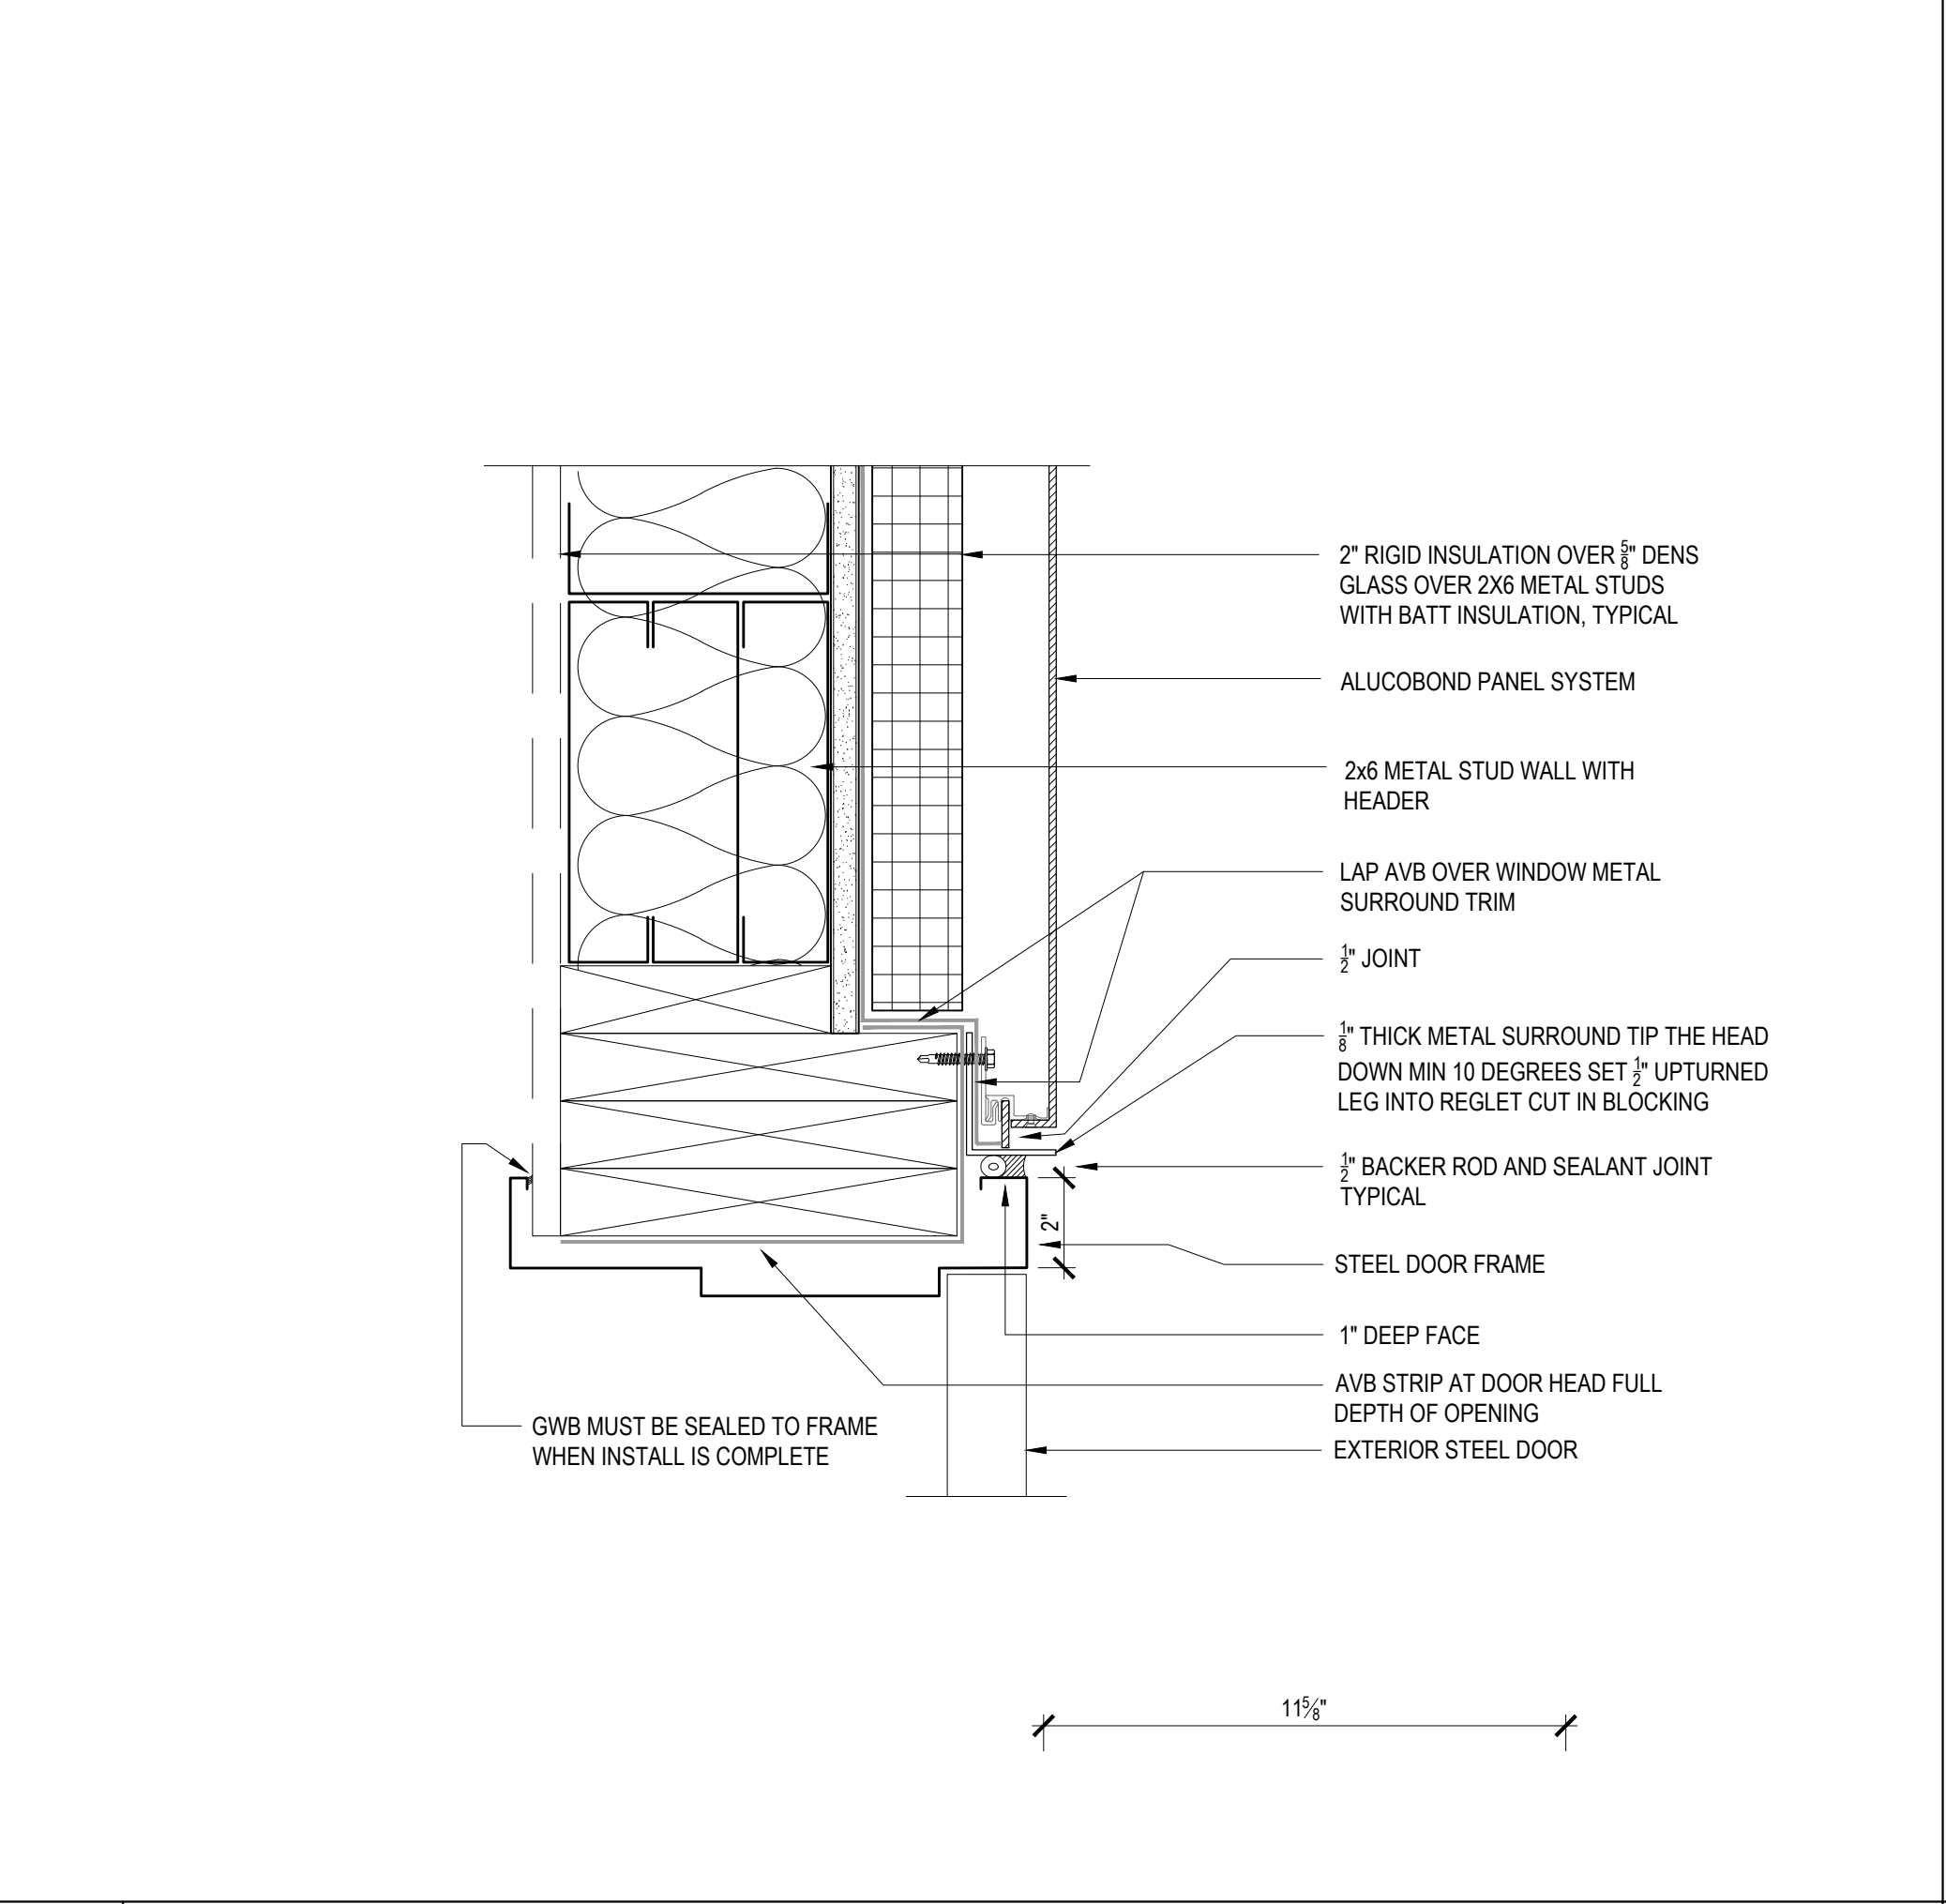 2" RIGID INSULATION OVER 5/8" DENS
GLASS OVER 2X6 METAL STUDS
WITH BATT INSULATION, TYPICAL
ALUCOBOND PANEL SYSTEM
2x6 METAL STUD WALL WITH
HEADER
LAP AVB OVER WINDOW METAL
SURROUND TRIM
1/2" JOINT
1/8" THICK METAL SURROUND TIP THE HEAD
DOWN MIN 10 DEGREES SET 1/2" UPTURNED
LEG INTO REGLET CUT IN BLOCKING
1/2" BACKER ROD AND SEALANT JOINT
TYPICAL
2"
STEEL DOOR FRAME
1" DEEP FACE
AVB STRIP AT DOOR HEAD FULL
DEPTH OF OPENING
EXTERIOR STEEL DOOR
GWB MUST BE SEALED TO FRAME
WHEN INSTALL IS COMPLETE
11 5/8"